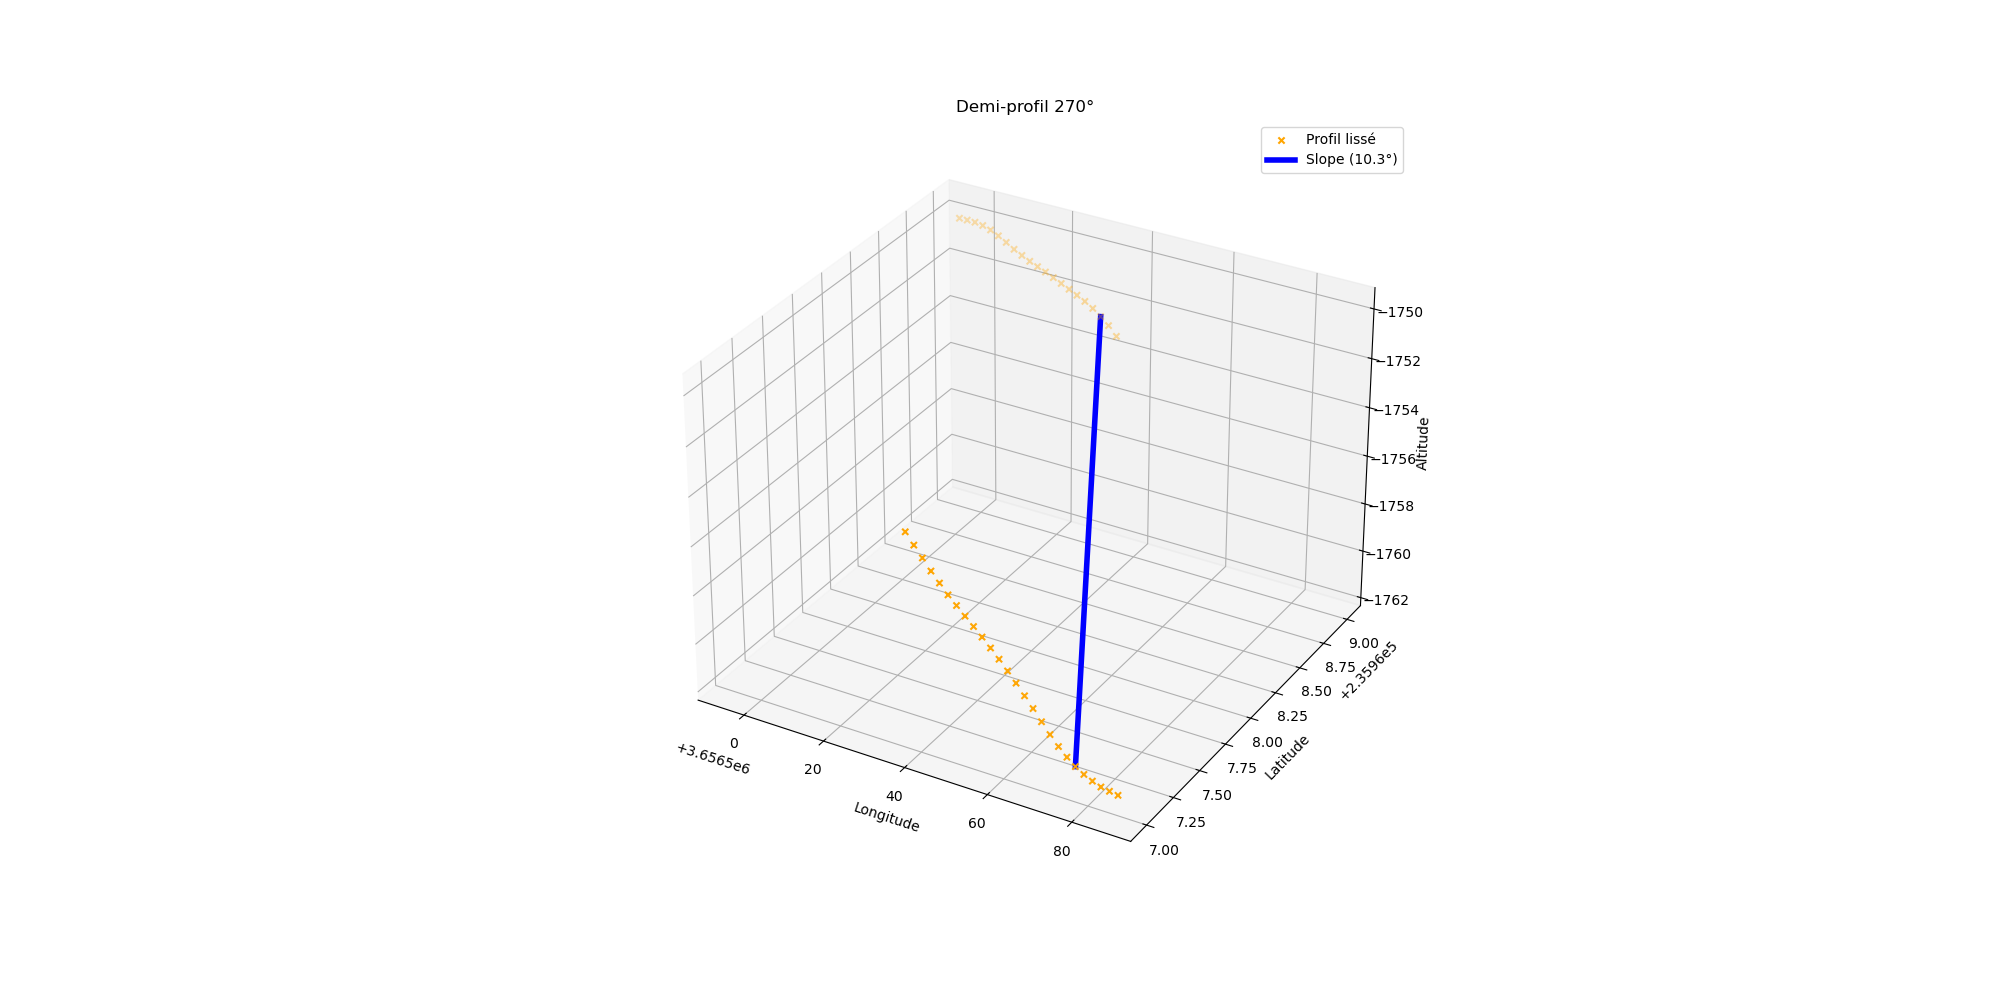 Demi-profil 270°
Profil lissé
Slope (10.3°)
−1750
−1752
−1754
−1756
−1758
−1760
−1762
Altitude
9.00
8.75
8.50
8.25
8.00
7.75
7.50
7.25
7.00
+2.3596e5
Latitude
0
20
40
60
80
+3.6565e6
Longitude